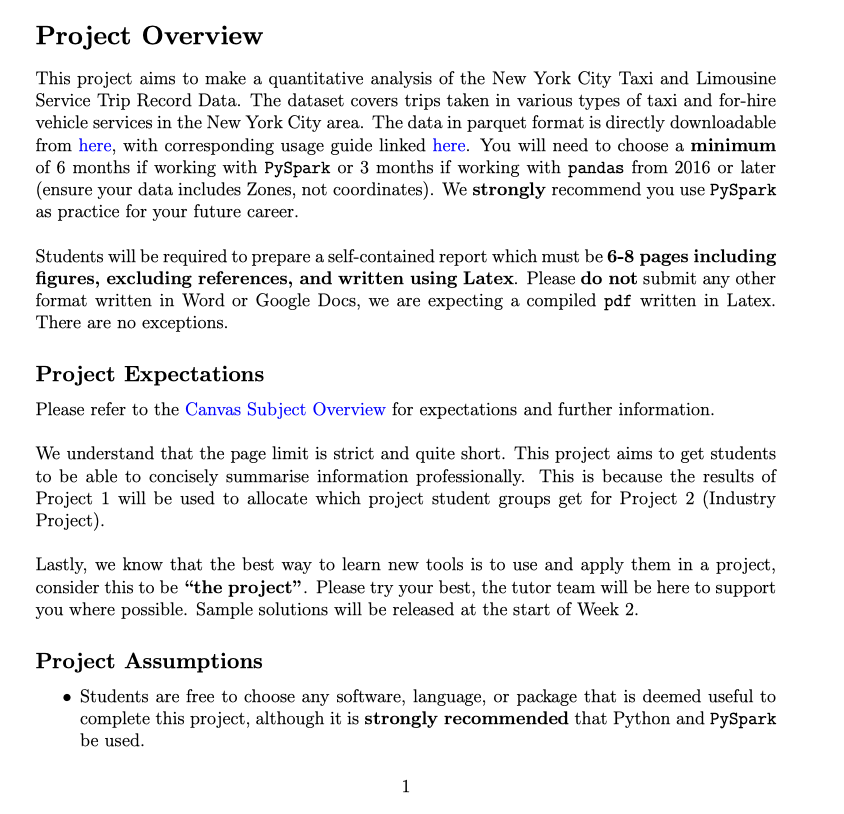 Project Overview
This project aims to make a quantitative analysis of the New York City Taxi and Limousine
Service Trip Record Data. The dataset covers trips taken in various types of taxi and for-hire
vehicle services in the New York City area. The data in parquet format is directly downloadable
from here, with corresponding usage guide linked here. You will need to choose a minimum
of 6 months if working with PySpark or 3 months if working with pandas from 2016 or later
(ensure your data includes Zones, not coordinates). We strongly recommend you use PySpark
as practice for your future career.
Students will be required to prepare a self-contained report which must be 6-8 pages including
figures, excluding references, and written using Latex. Please do not submit any other
format written in Word or Google Docs, we are expecting a compiled pdf written in Latex.
There are no exceptions.
Project Expectations
Please refer to the Canvas Subject Overview for expectations and further information.
We understand that the page limit is strict and quite short. This project aims to get students
to be able to concisely summarise information professionally. This is because the results of
Project 1 will be used to allocate which project student groups get for Project 2 (Industry
Project).
Lastly, we know that the best way to learn new tools is to use and apply them in a project,
consider this to be “the project”. Please try your best, the tutor team will be here to support
you where possible. Sample solutions will be released at the start of Week 2.
Project Assumptions
• Students are free to choose any software, language, or package that is deemed useful to
complete this project, although it is strongly recommended that Python and PySpark
be used.
1